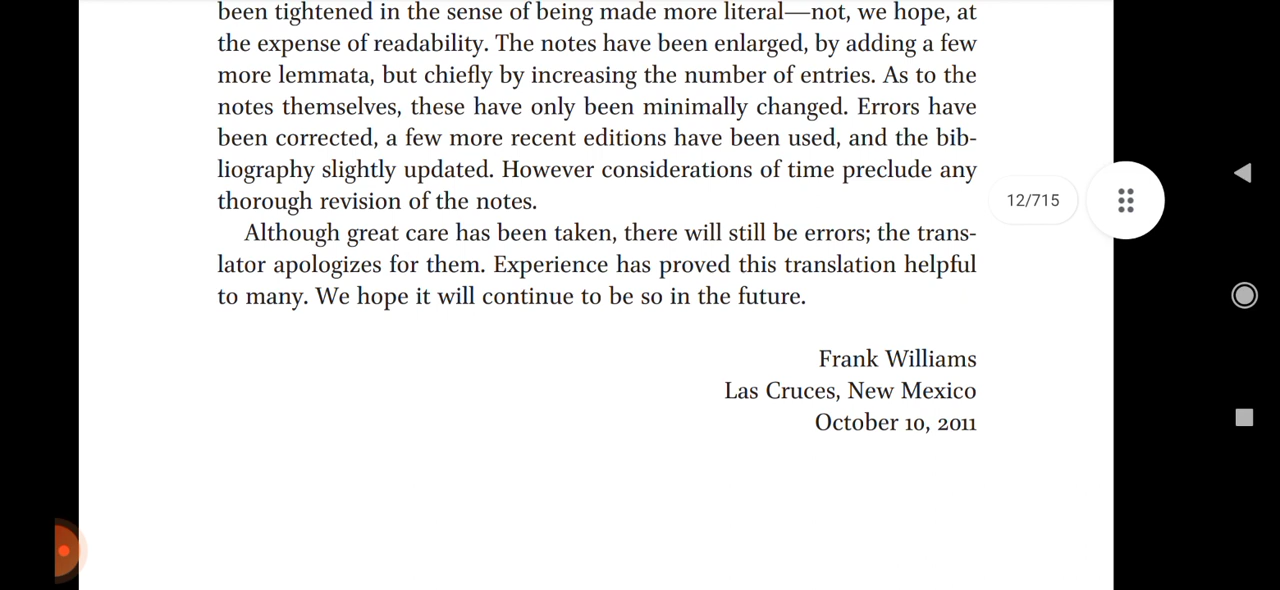 been tightened in the sense of being made more literal—not, we hope, at
the expense of readability. The notes have been enlarged, by adding a few
more lemmata, but chiefly by increasing the number of entries. As to the
notes themselves, these have only been minimally changed. Errors have
been corrected, a few more recent editions have been used, and the bib-
liography slightly updated. However considerations of time preclude any
thorough revision of the notes.
Although great care has been taken, there will still be errors; the trans-
lator apologizes for them. Experience has proved this translation helpful
to many. We hope it will continue to be so in the future.
Frank Williams
Las Cruces, New Mexico
October 10, 2011
12/715